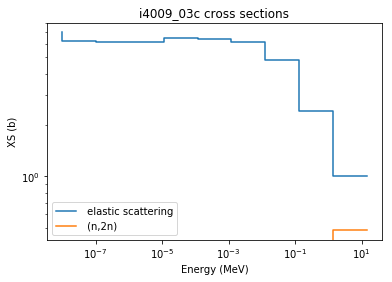 i4009_03c cross sections
XS (b)
10⁰
elastic scattering
(n,2n)
10⁻⁷ 10⁻⁵ 10⁻³ 10⁻¹ 10¹
Energy (MeV)